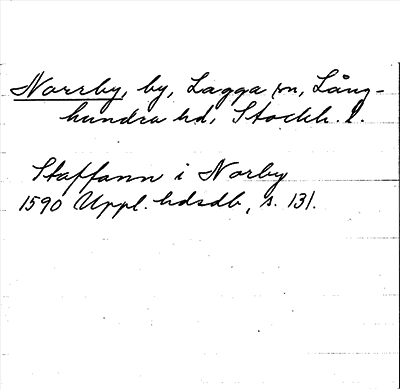 Norrby, by, Lagga sn, Lång-
hundra hd, Stockh. l.
Staffann i Norby
1590 Uppl. hdsdb, s. 131.